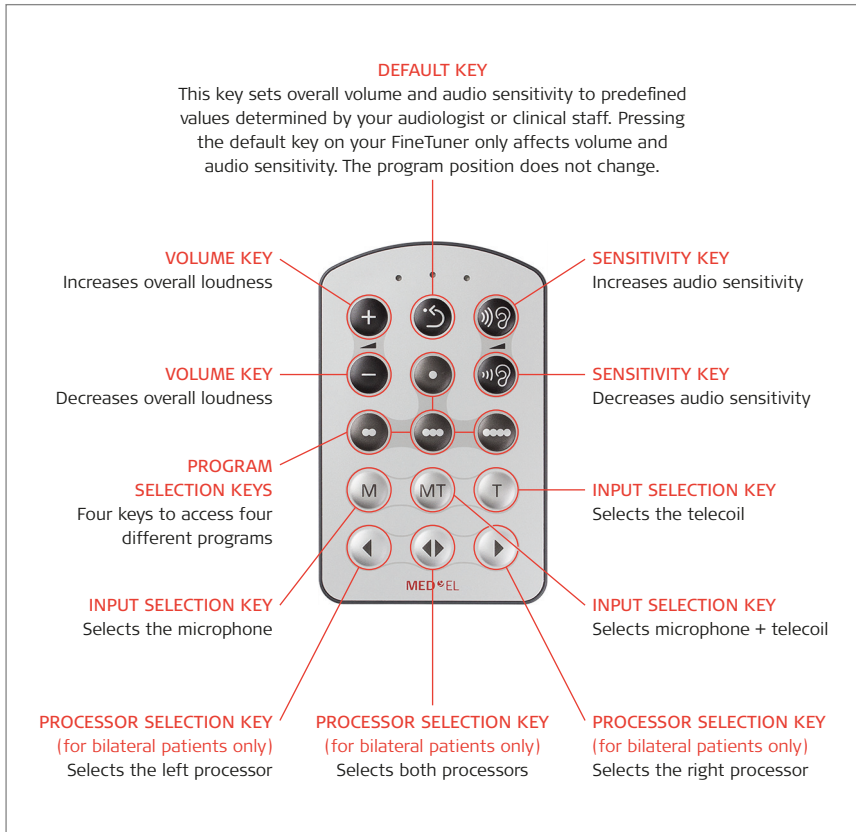 DEFAULT KEY
This key sets overall volume and audio sensitivity to predefined
values determined by your audiologist or clinical staff. Pressing
the default key on your FineTuner only affects volume and
audio sensitivity. The program position does not change.
VOLUME KEY
Increases overall loudness
SENSITIVITY KEY
Increases audio sensitivity
+
VOLUME KEY
Decreases overall loudness
SENSITIVITY KEY
Decreases audio sensitivity
−
PROGRAM
SELECTION KEYS
Four keys to access four
different programs
M
MT
T
INPUT SELECTION KEY
Selects the telecoil
MED EL
INPUT SELECTION KEY
Selects the microphone
INPUT SELECTION KEY
Selects microphone + telecoil
PROCESSOR SELECTION KEY
(for bilateral patients only)
Selects the left processor
PROCESSOR SELECTION KEY
(for bilateral patients only)
Selects both processors
PROCESSOR SELECTION KEY
(for bilateral patients only)
Selects the right processor